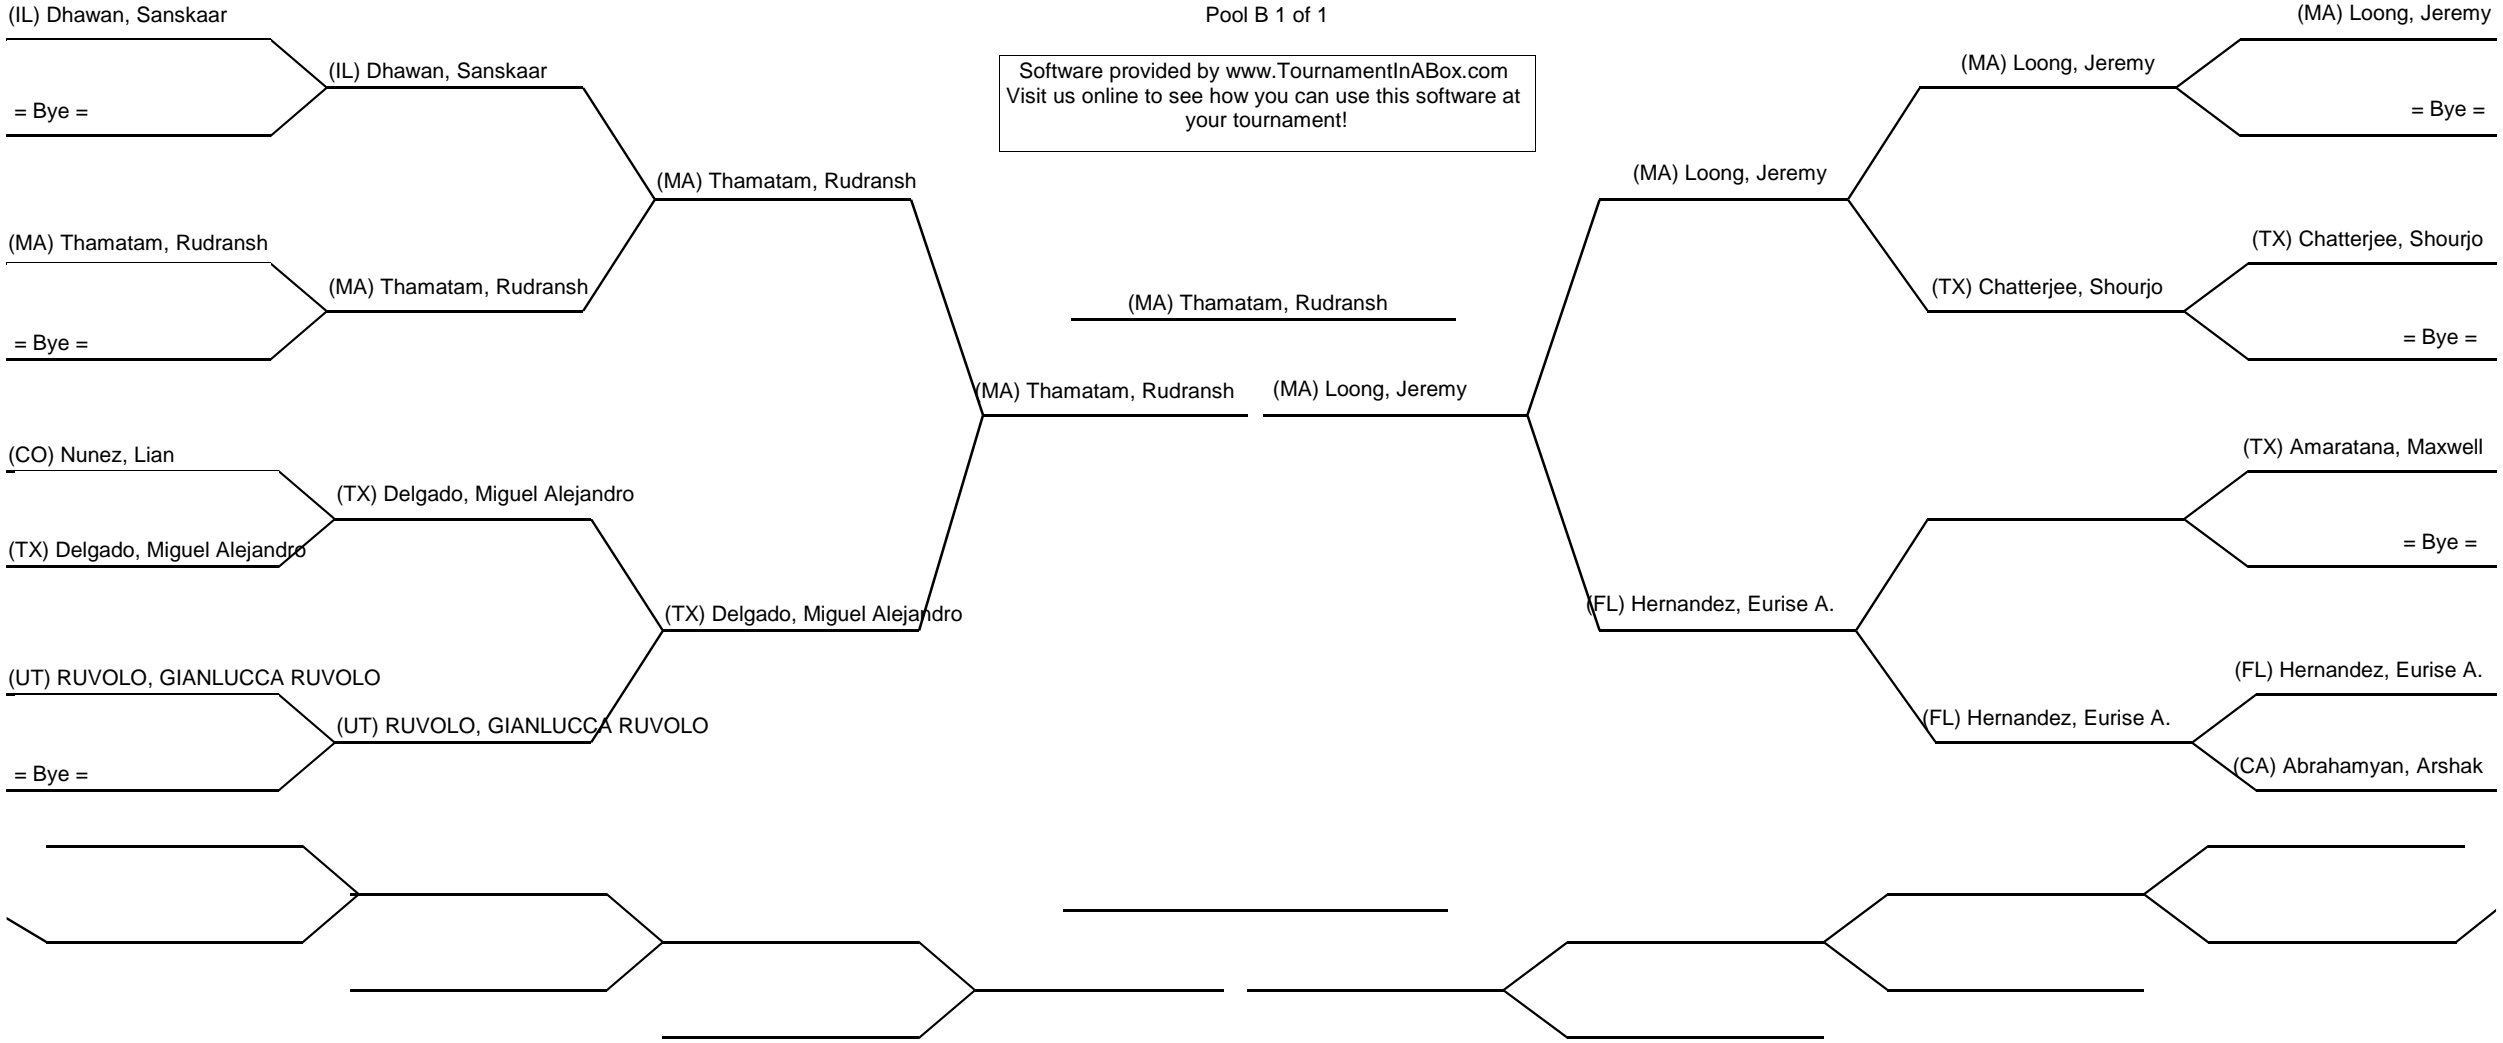 (IL) Dhawan, Sanskaar
Pool B 1 of 1
(MA) Loong, Jeremy
(IL) Dhawan, Sanskaar
Software provided by www.TournamentInABox.com
Visit us online to see how you can use this software at
your tournament!
(MA) Loong, Jeremy
= Bye =
= Bye =
(MA) Thamatam, Rudransh
(MA) Loong, Jeremy
(MA) Thamatam, Rudransh
(TX) Chatterjee, Shourjo
(MA) Thamatam, Rudransh
(MA) Thamatam, Rudransh
(TX) Chatterjee, Shourjo
= Bye =
= Bye =
(MA) Thamatam, Rudransh
(MA) Loong, Jeremy
(CO) Nunez, Lian
(TX) Amaratana, Maxwell
(TX) Delgado, Miguel Alejandro
(TX) Delgado, Miguel Alejandro
= Bye =
(TX) Delgado, Miguel Alejandro
(FL) Hernandez, Eurise A.
(UT) RUVOLO, GIANLUCCA RUVOLO
(FL) Hernandez, Eurise A.
(UT) RUVOLO, GIANLUCCA RUVOLO
(FL) Hernandez, Eurise A.
= Bye =
(CA) Abrahamyan, Arshak